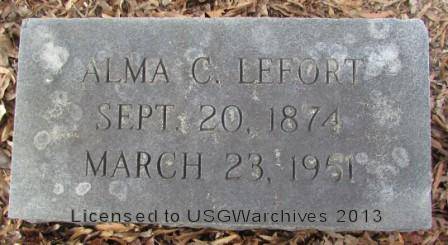 ALMA C. LEFORT
SEPT. 20, 1874
MARCH 23, 1951
Licensed to USGWarchives 2013